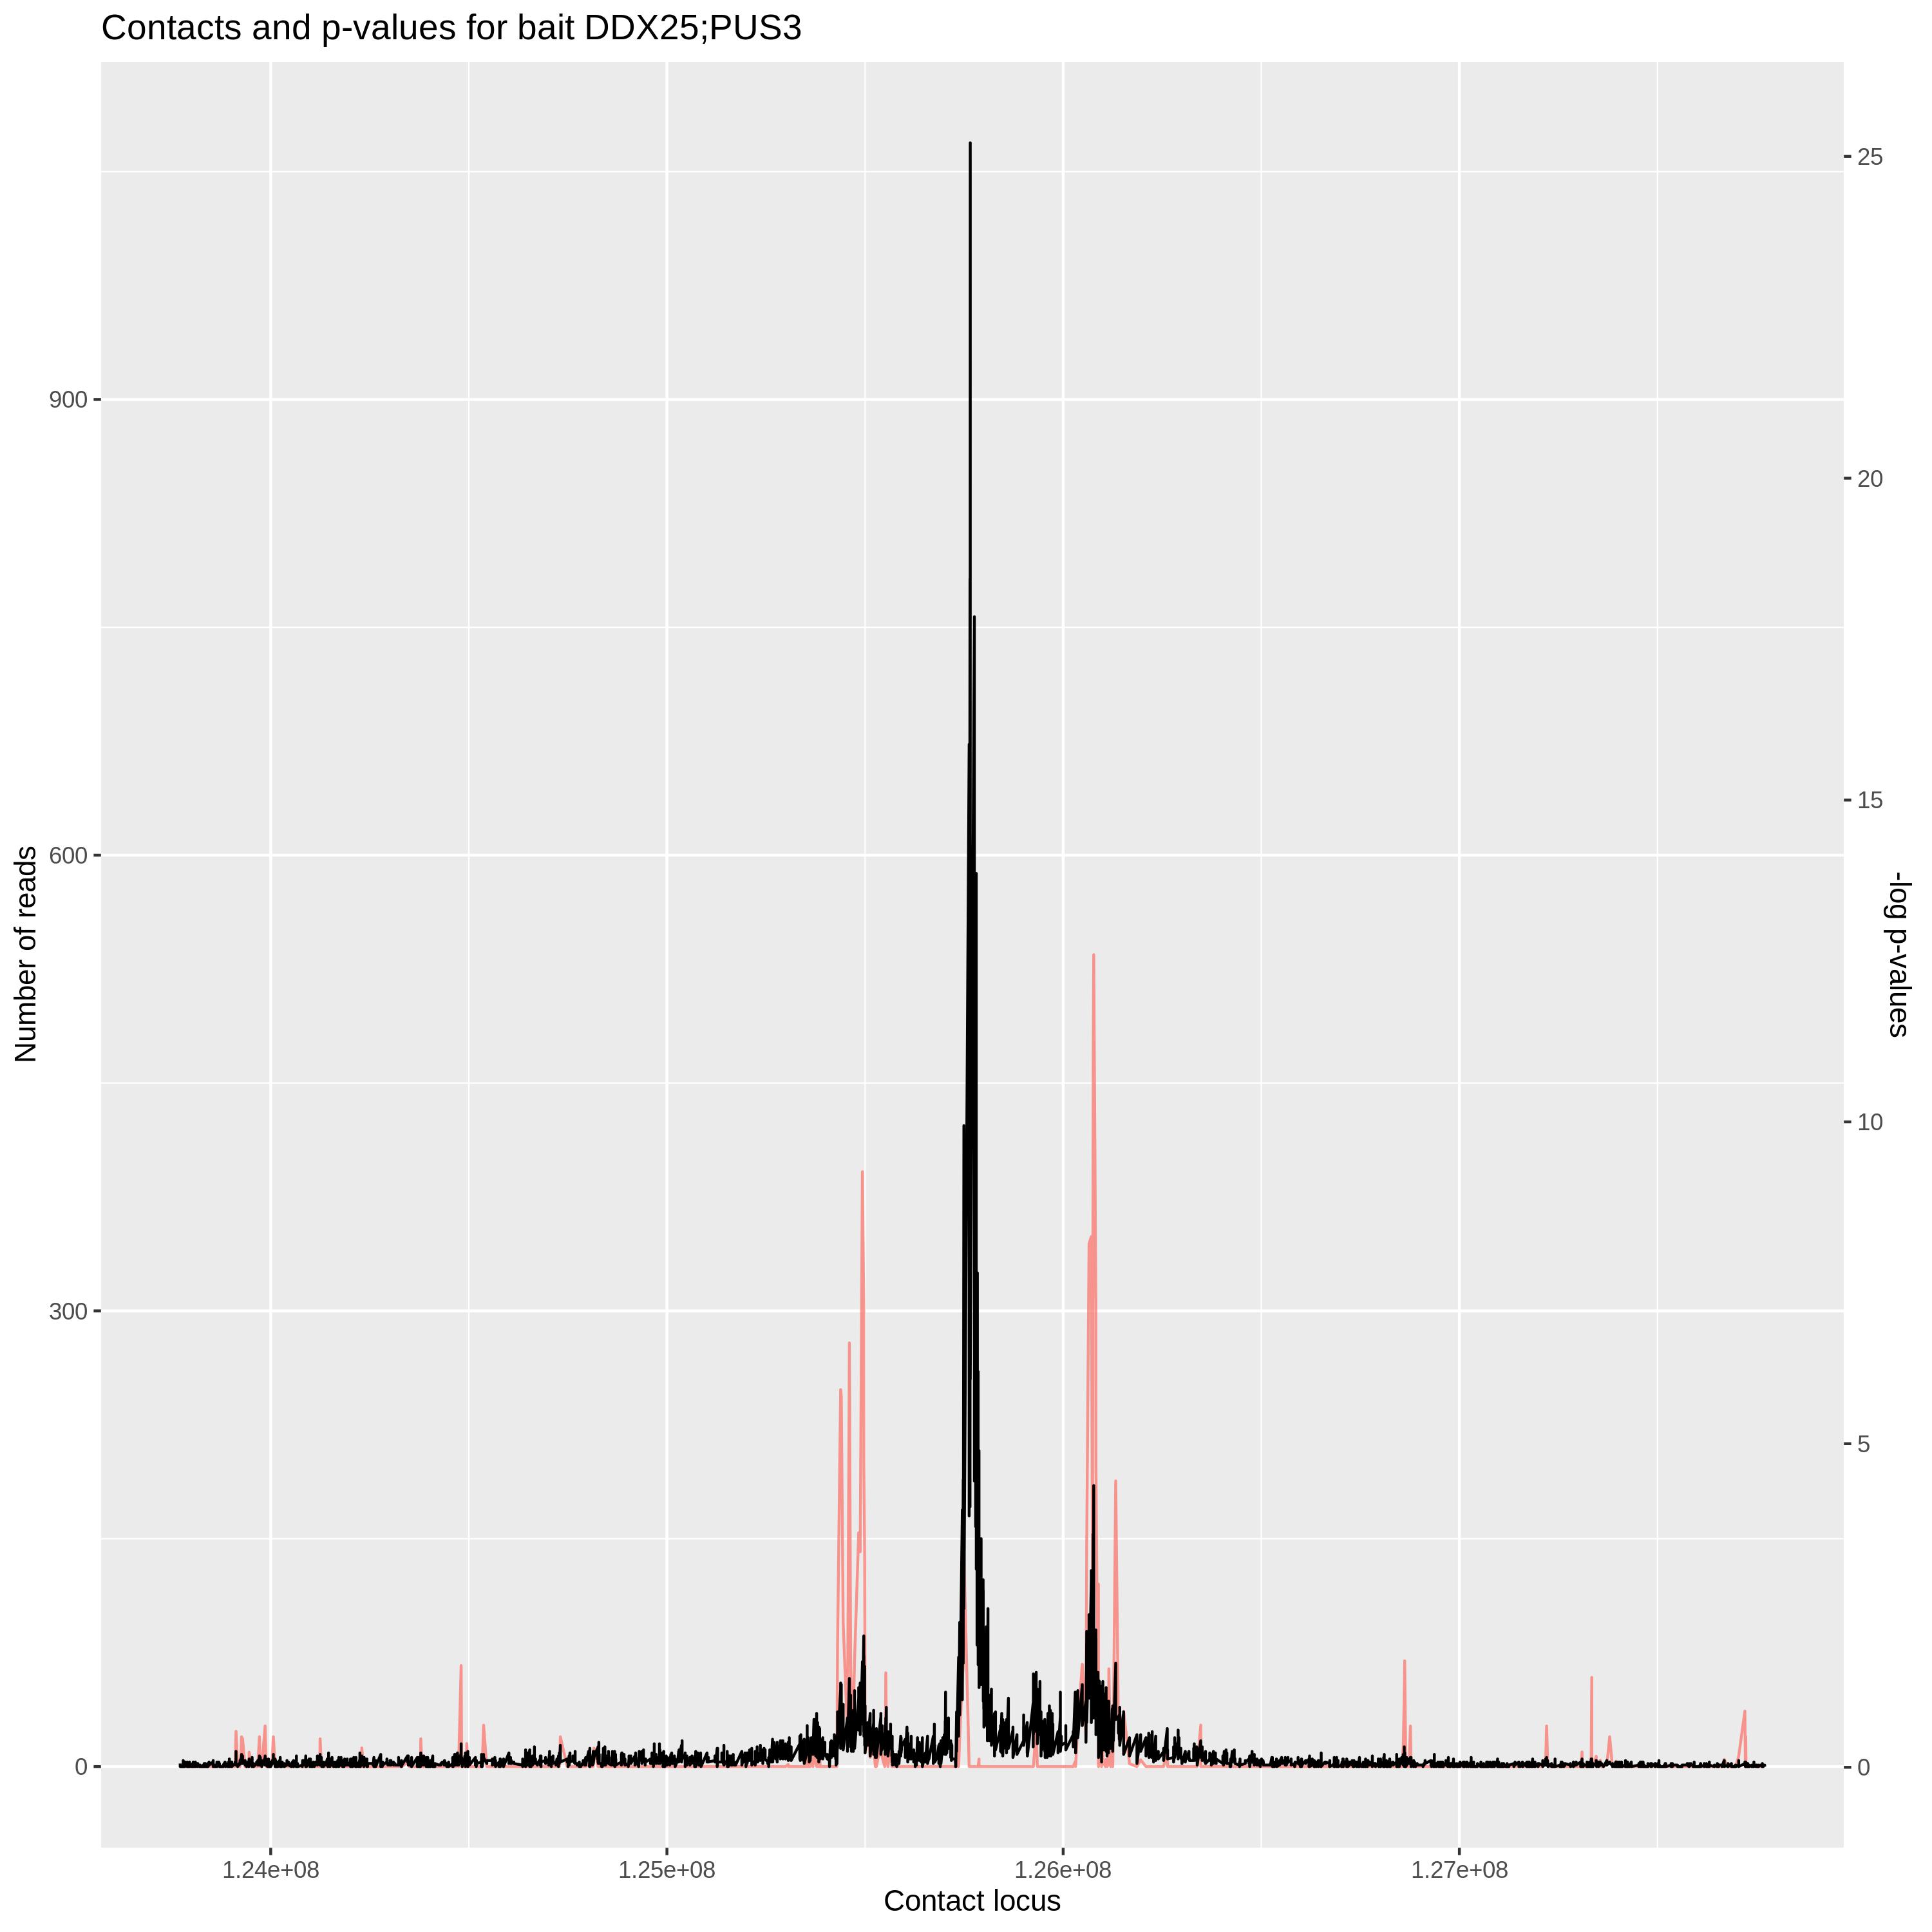 Contacts and p-values for bait DDX25;PUS3
25
900
20
15
600
Number of reads
-log p-values
10
300
5
0
0
1.24e+08
1.25e+08
1.26e+08
1.27e+08
Contact locus